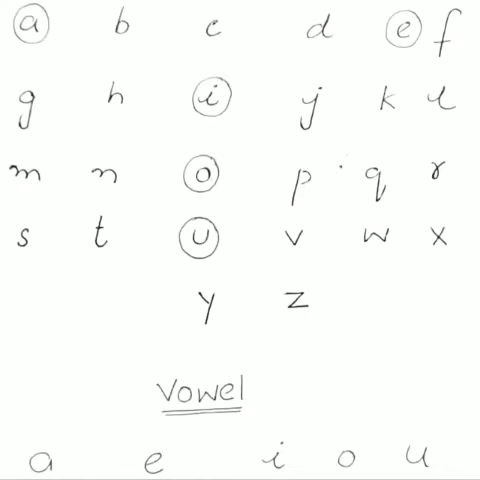 a b c d e f
g h i j k l
m n o p q r
s t u v w x
y z
Vowel
a e i o u